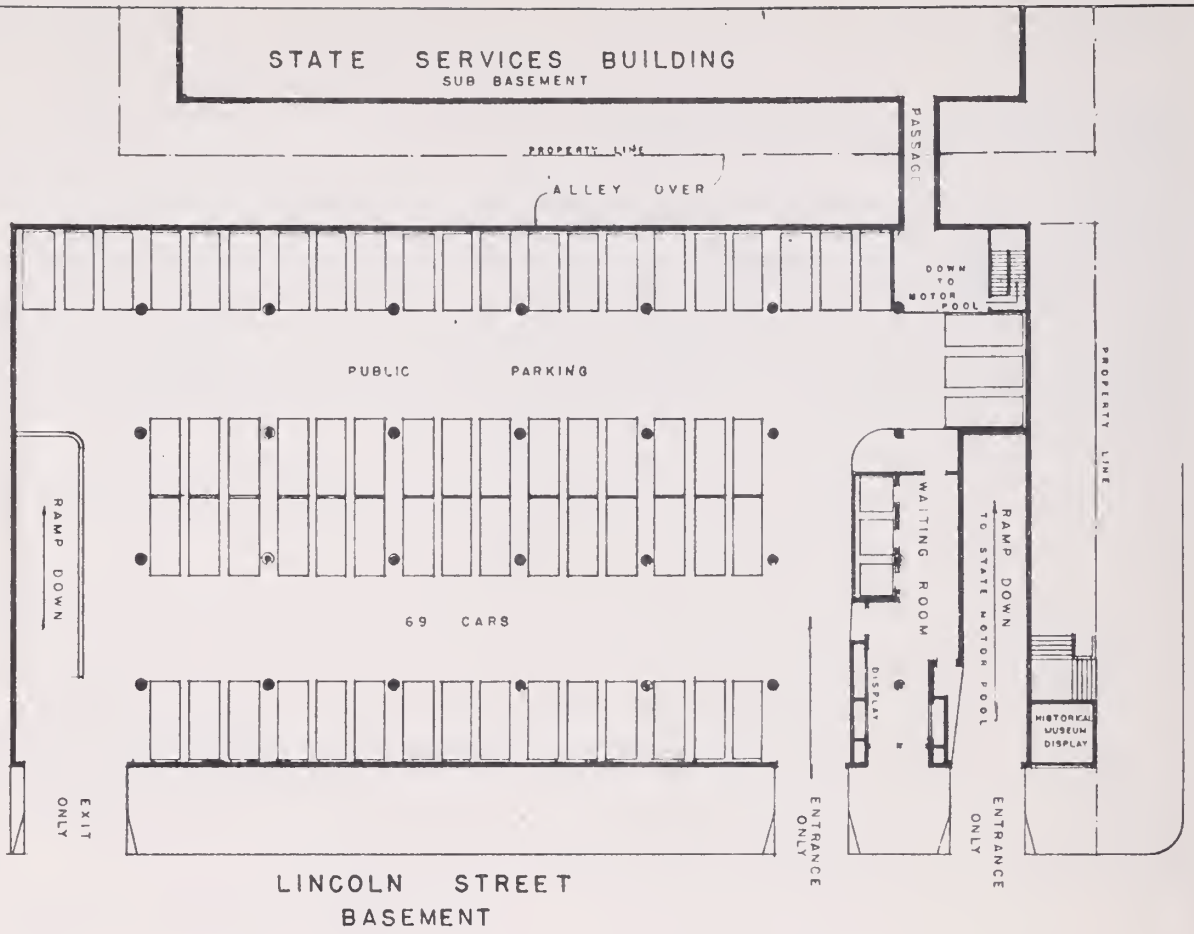 STATE SERVICES BUILDING
SUB BASEMENT
PASSAGE
PROPERTY LINE
ALLEY OVER
DOWN
TO
MOTOR
POOL
PUBLIC PARKING
PROPERTY LINE
RAMP DOWN
WAITING ROOM
RAMP DOWN
TO STATE MOTOR POOL
69 CARS
DISPLAY
HISTORICAL
MUSEUM
DISPLAY
EXIT
ONLY
ENTRANCE
ONLY
ENTRANCE
ONLY
LINCOLN STREET
BASEMENT